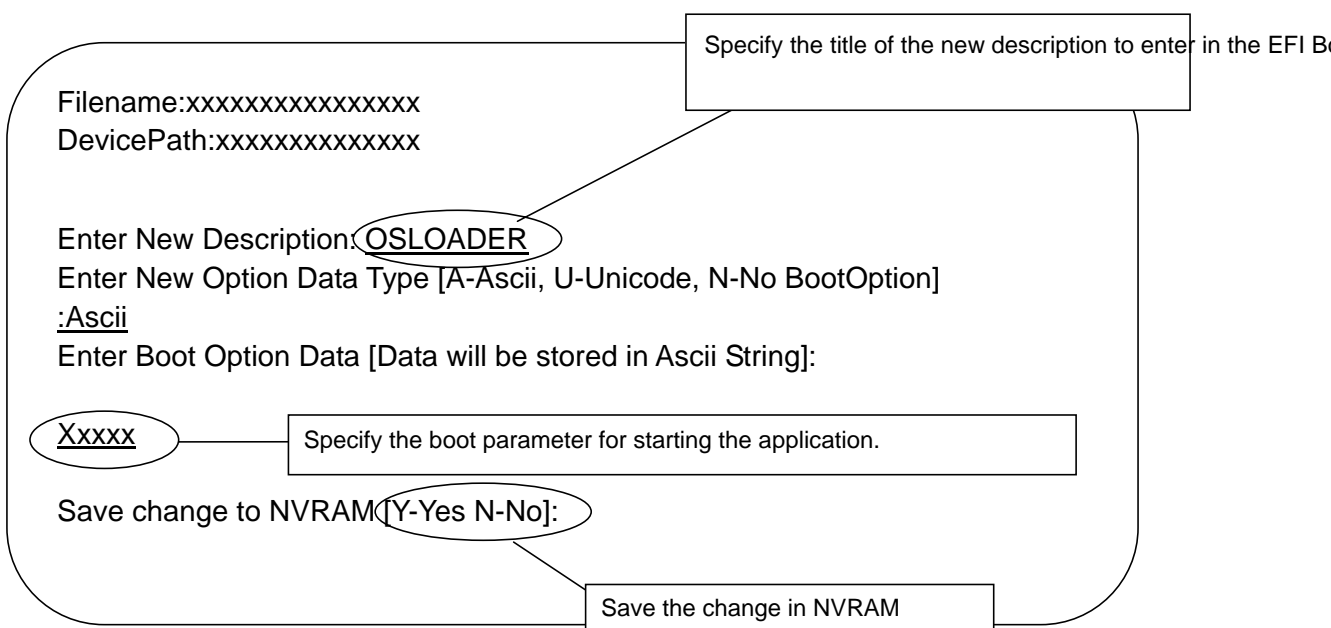 Specify the title of the new description to enter in the EFI
Filename:xxxxxxxxxxxxxxxx
DevicePath:xxxxxxxxxxxxxx
Enter New Description: OSLOADER
Enter New Option Data Type [A-Ascii, U-Unicode, N-No BootOption]
:Ascii
Enter Boot Option Data [Data will be stored in Ascii String]:
Xxxxx
Specify the boot parameter for starting the application.
Save change to NVRAM [Y-Yes N-No]:
Save the change in NVRAM